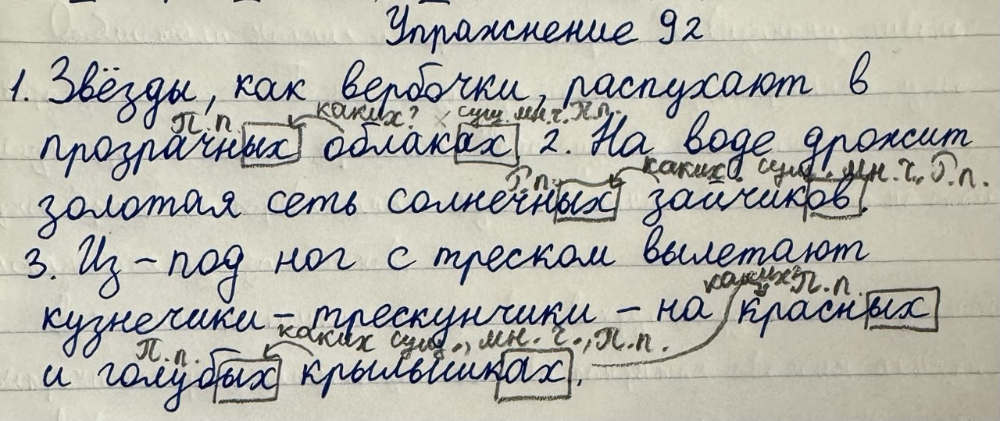 Упражнение 92
1. Звёзды, как вербочки, распухают в
П.п. каких? × сущ. мн.ч. П.п.
прозрачных облаках. 2. На воде дрожит
Р.п. каких? сущ., мн.ч., Р.п.
золотая сеть солнечных зайчиков.
3. Из-под ног с треском вылетают
каких? П.п.
кузнечики-трескунчики - на красных
П.п. каких сущ., мн.ч., П.п.
и голубых крылышках.